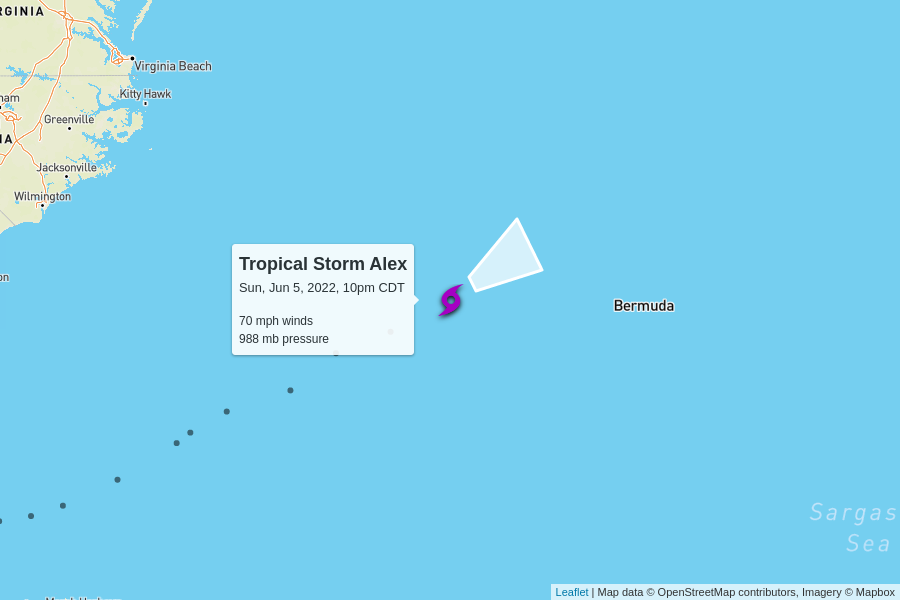 RGINIA
Virginia Beach
Kitty Hawk
ham
Greenville
IA
Jacksonville
Wilmington
Tropical Storm Alex
Sun, Jun 5, 2022, 10pm CDT
70 mph winds
988 mb pressure
on
Bermuda
Sargas
Sea
Leaflet | Map data © OpenStreetMap contributors, Imagery © Mapbox